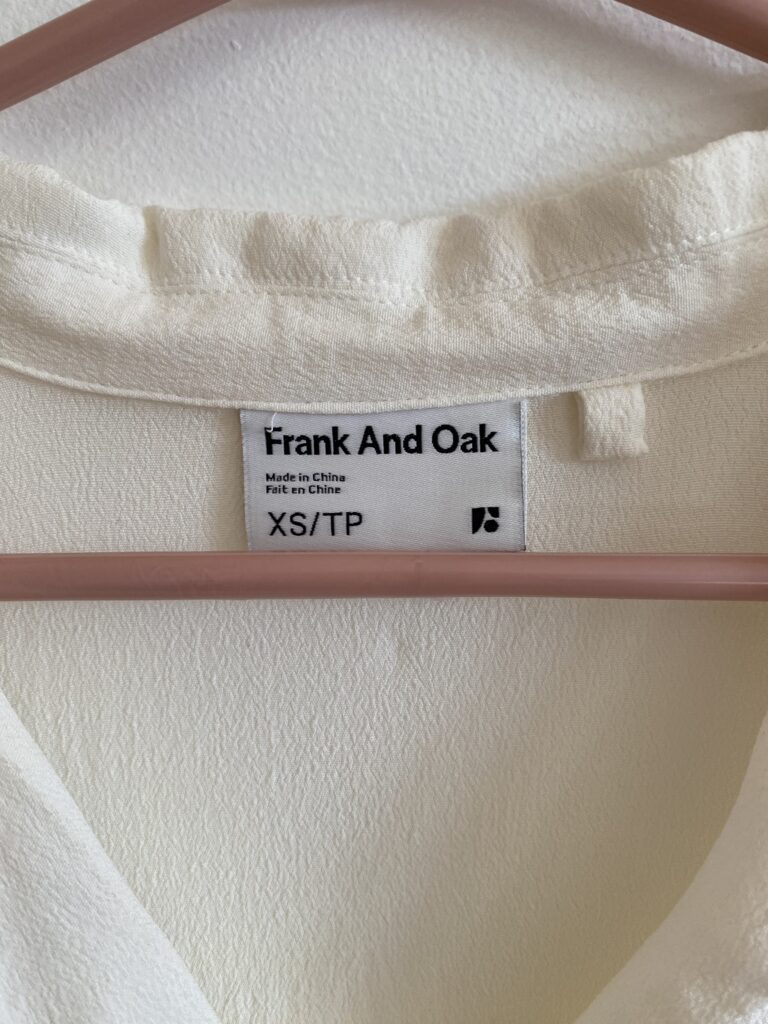 Frank And Oak
Made in China
Fait en Chine
XS/TP